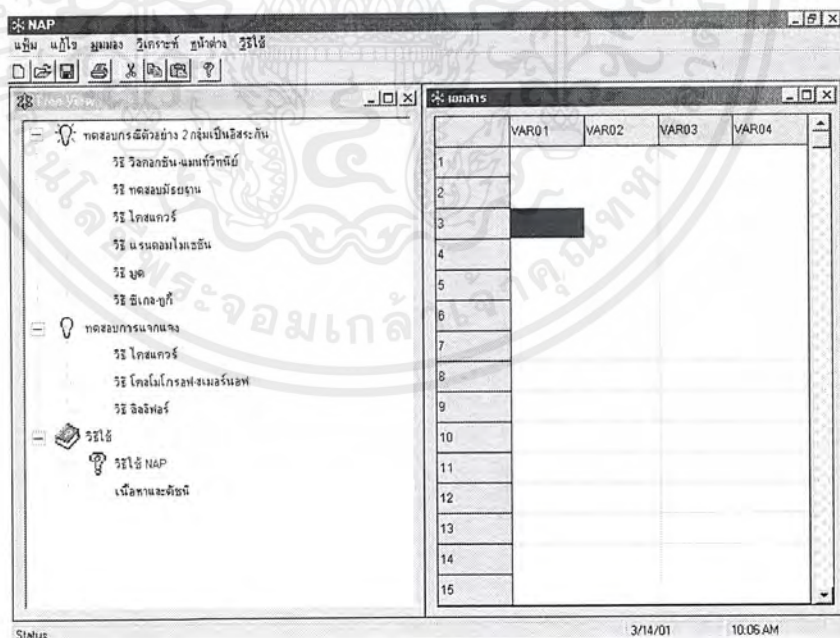 NAP
แฟ้ม แก้ไข มุมมอง วิเคราะห์ หน้าต่าง วิธีใช้
Tree View
ทดสอบกรณีตัวอย่าง 2 กลุ่มเป็นอิสระกัน
วิธี วิลคอกซัน-แมนท์วิทนีย์
วิธี ทดสอบมัธยฐาน
วิธี ไคสแควร์
วิธี แรนดอมไมเซชัน
วิธี มูด
วิธี ซีเกล-ทูกี้
ทดสอบการแจกแจง
วิธี ไคสแควร์
วิธี โคลโมโกรอฟ-สเมอร์นอฟ
วิธี ลิลลิฟอร์
วิธีใช้
วิธีใช้ NAP
เนื้อหาและดัชนี
เอกสาร
VAR01 VAR02 VAR03 VAR04
1
2
3
4
5
6
7
8
9
10
11
12
13
14
15
Status
3/14/01 10:06 AM